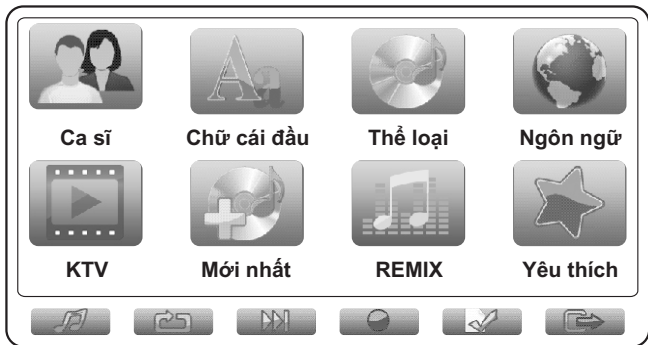 Ca sĩ Chữ cái đầu Thể loại Ngôn ngữ
KTV Mới nhất REMIX Yêu thích